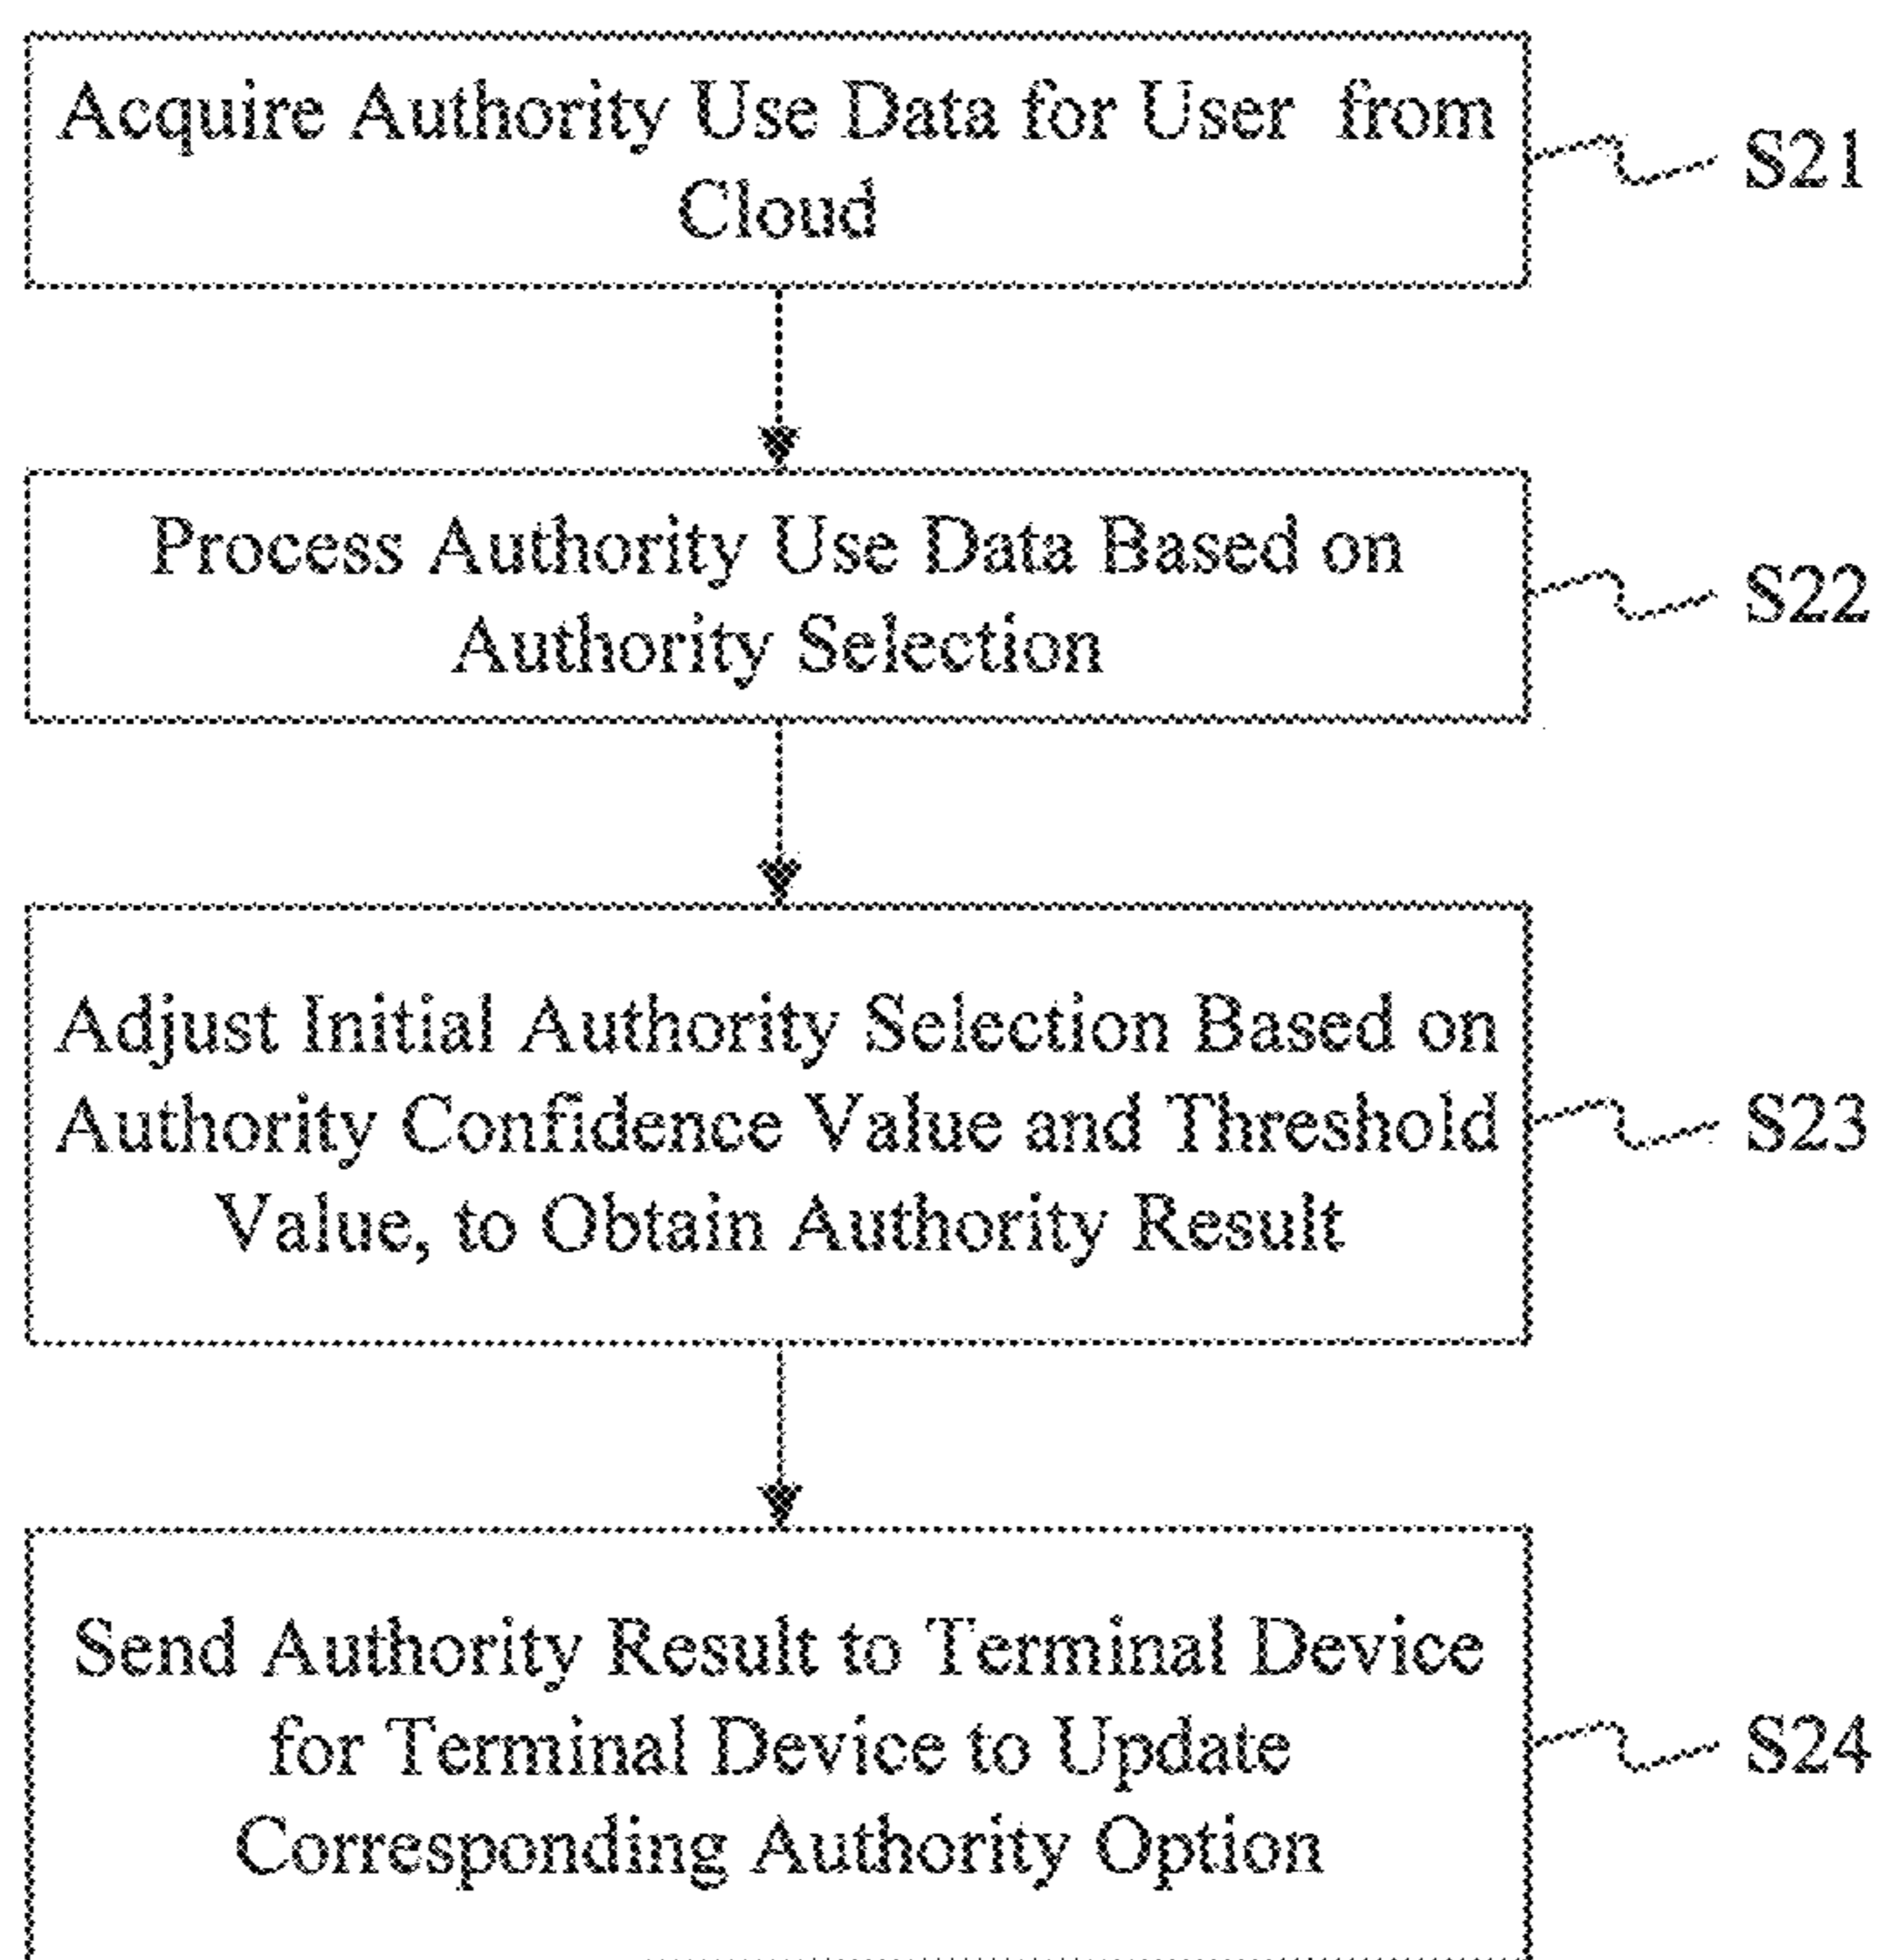 Acquire Authority Use Data for User from
Cloud
S21
Process Authority Use Data Based on
Authority Selection
S22
Adjust Initial Authority Selection Based on
Authority Confidence Value and Threshold
Value, to Obtain Authority Result
S23
Send Authority Result to Terminal Device
for Terminal Device to Update
Corresponding Authority Option
S24